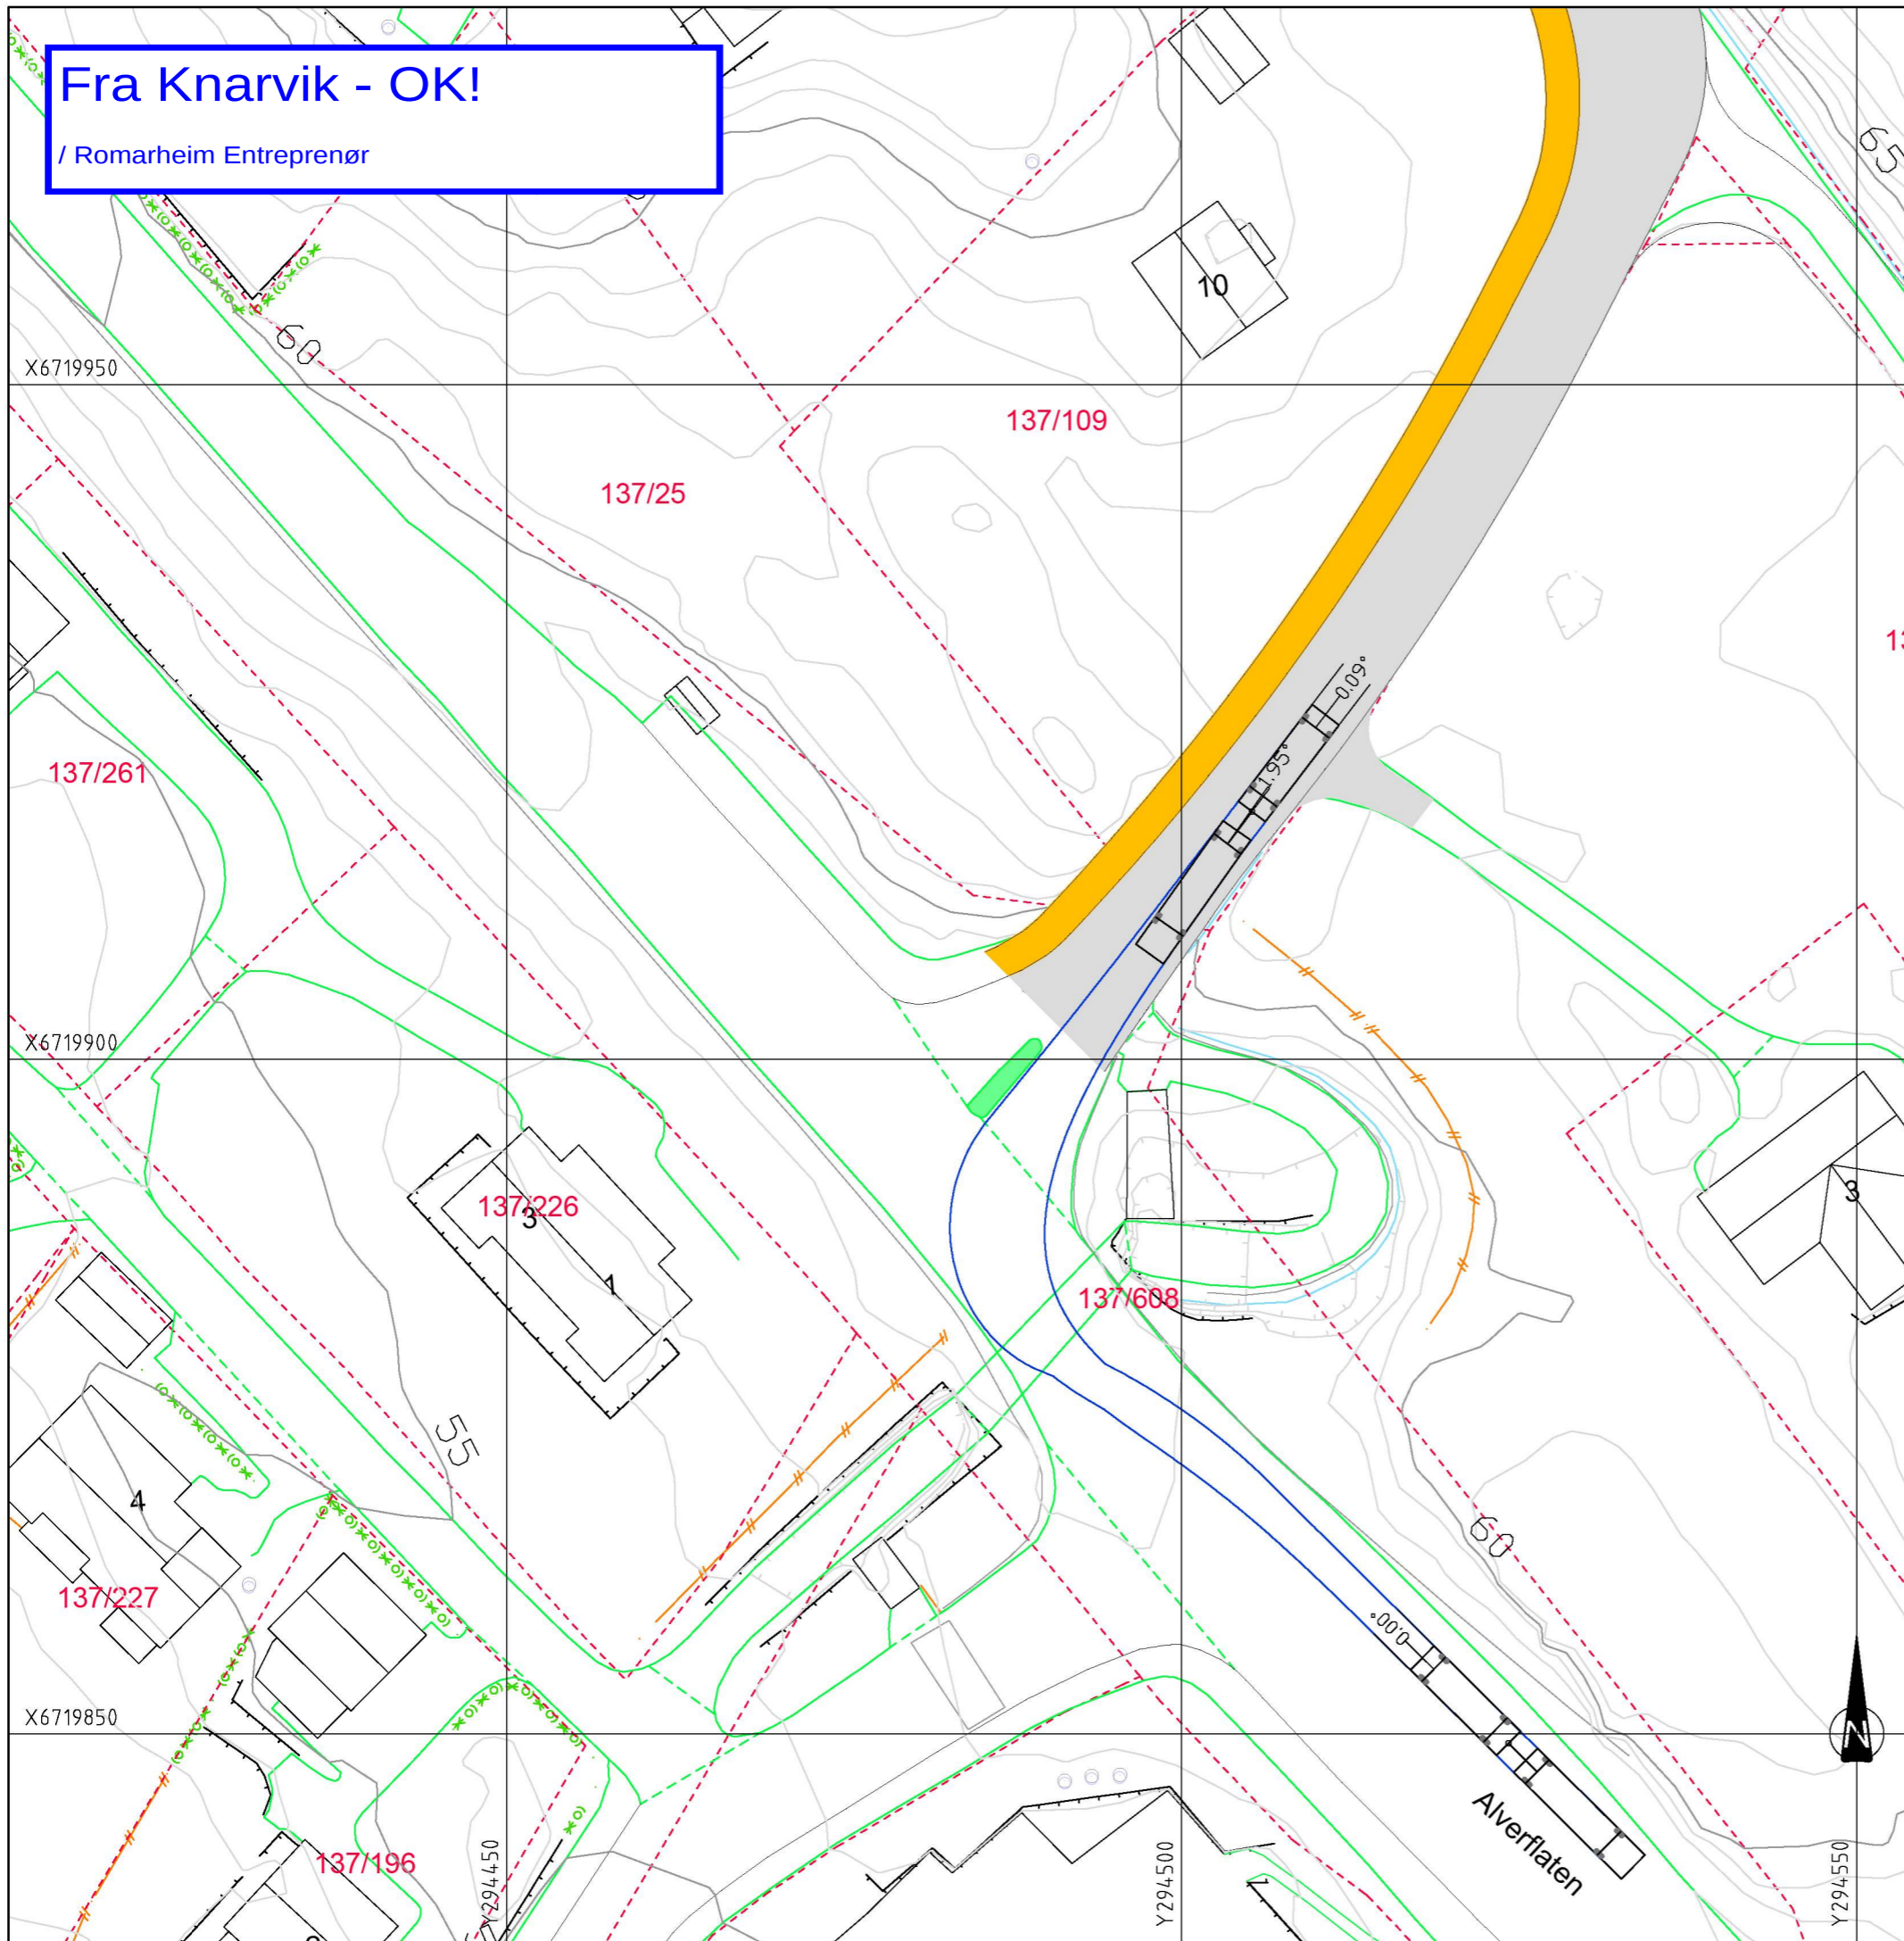 Fra Knarvik - OK!
/ Romarheim Entreprenør
65
10
60
X6719950
137/109
137/25
0.09°
1.95°
137/261
X6719900
137/226
3
1
3
137/608
55
4
60
137/227
0.00°
X6719850
N
Alverflaten
137/196
Y294450
Y294500
Y294550